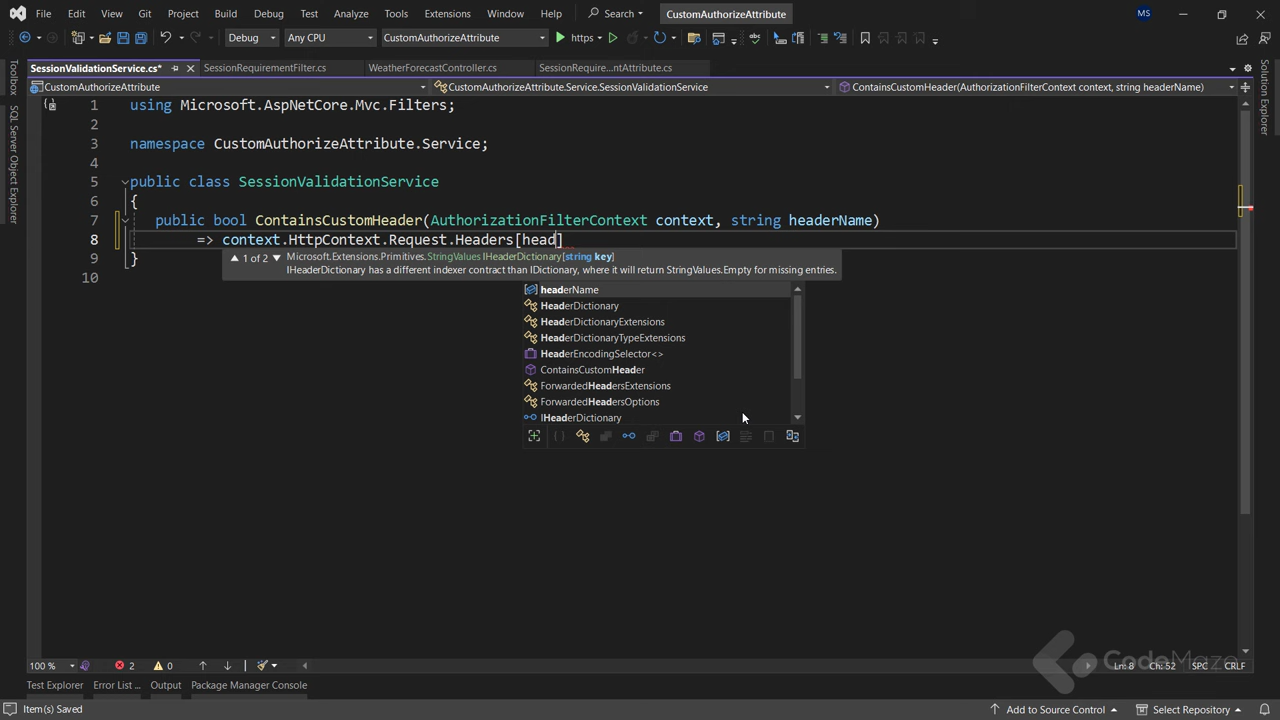 File Edit View Git Project Build Debug Test Analyze Tools Extensions Window Help Search CustomAuthorizeAttribute MS
Debug Any CPU CustomAuthorizeAttribute https
SessionValidationService.cs* SessionRequirementFilter.cs WeatherForecastController.cs SessionRequire...ntAttribute.cs
CustomAuthorizeAttribute CustomAuthorizeAttribute.Service.SessionValidationService ContainsCustomHeader(AuthorizationFilterContext context, string headerName)
Toolbox
SQL Server Object Explorer
Solution Explorer
1 using Microsoft.AspNetCore.Mvc.Filters;
2
3 namespace CustomAuthorizeAttribute.Service;
4
5 public class SessionValidationService
6 {
7 public bool ContainsCustomHeader(AuthorizationFilterContext context, string headerName)
8 => context.HttpContext.Request.Headers[head]
9 }
10
1 of 2 Microsoft.Extensions.Primitives.StringValues IHeaderDictionary[string key]
IHeaderDictionary has a different indexer contract than IDictionary, where it will return StringValues.Empty for missing entries.
headerName
HeaderDictionary
HeaderDictionaryExtensions
HeaderDictionaryTypeExtensions
HeaderEncodingSelector<>
ContainsCustomHeader
ForwardedHeadersExtensions
ForwardedHeadersOptions
IHeaderDictionary
CodeMaze
100 % 2 0 Ln: 8 Ch: 52 SPC CRLF
Test Explorer Error List ... Output Package Manager Console
Item(s) Saved Add to Source Control Select Repository